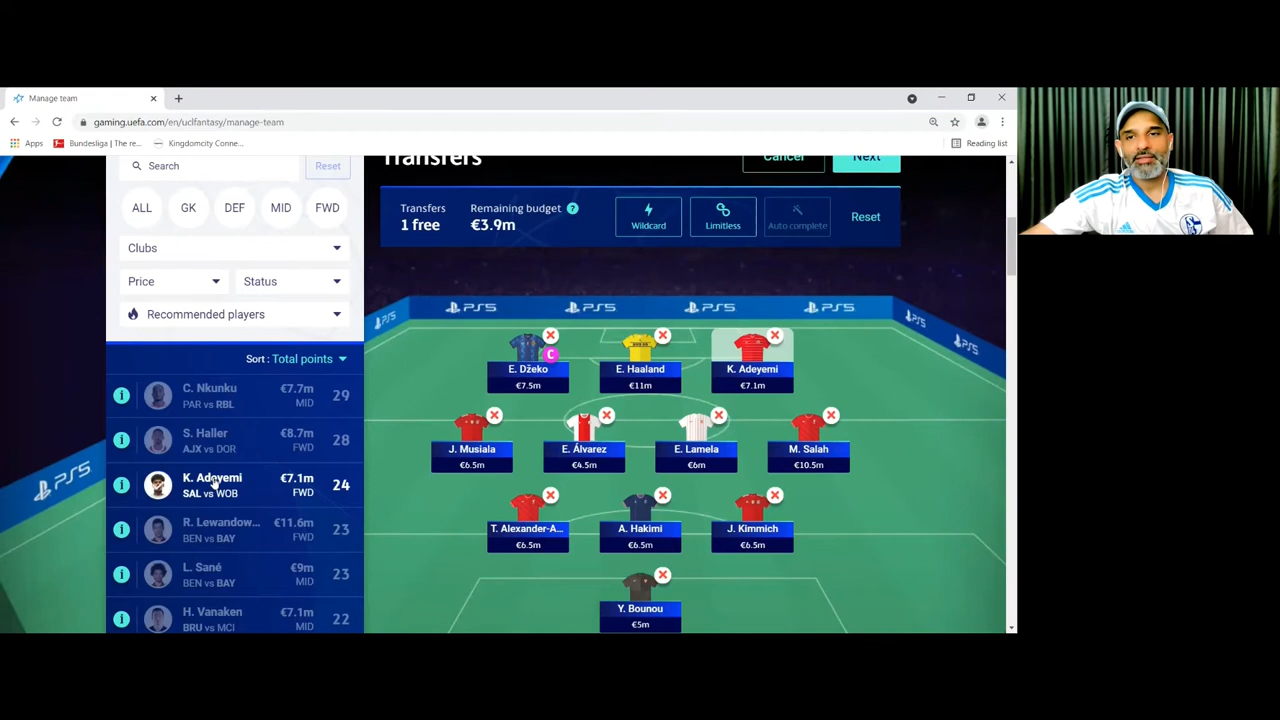 Manage team
gaming.uefa.com/en/uclfantasy/manage-team
Apps
Bundesliga | The re...
Kingdomcity Conne...
Reading list
Search
Reset
ALL
GK
DEF
MID
FWD
Clubs
Price
Status
Recommended players
Sort : Total points
C. Nkunku €7.7m 29
PAR vs RBL MID
S. Haller €8.7m 28
AJX vs DOR FWD
K. Adeyemi €7.1m 24
SAL vs WOB FWD
R. Lewandow... €11.6m 23
BEN vs BAY FWD
L. Sané €9m 23
BEN vs BAY MID
H. Vanaken €7.1m 22
BRU vs MCI MID
Transfers
Cancel
Next
Transfers
1 free
Remaining budget ?
€3.9m
Wildcard
Limitless
Auto complete
Reset
PS5
PS5 PS5 PS5 PS5
PS5
PS5
PS5
C
E. Džeko
€7.5m
E. Haaland
€11m
K. Adeyemi
€7.1m
J. Musiala
€6.5m
E. Álvarez
€4.5m
E. Lamela
€6m
M. Salah
€10.5m
T. Alexander-A...
€6.5m
A. Hakimi
€6.5m
J. Kimmich
€6.5m
Y. Bounou
€5m